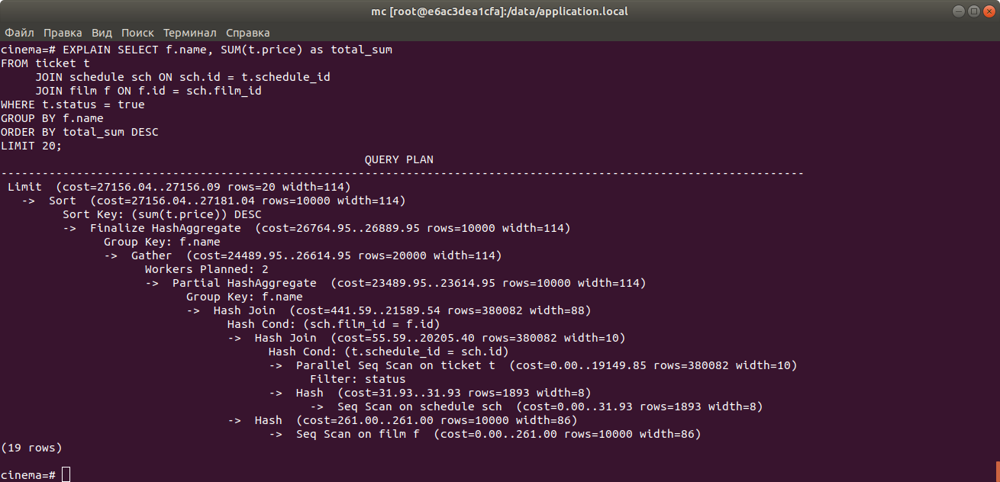 mc [root@e6ac3dea1cfa]:/data/application.local
Файл Правка Вид Поиск Терминал Справка
cinema=# EXPLAIN SELECT f.name, SUM(t.price) as total_sum
FROM ticket t
     JOIN schedule sch ON sch.id = t.schedule_id
     JOIN film f ON f.id = sch.film_id
WHERE t.status = true
GROUP BY f.name
ORDER BY total_sum DESC
LIMIT 20;
                                                     QUERY PLAN
---------------------------------------------------------------------------------------------------------------------
 Limit  (cost=27156.04..27156.09 rows=20 width=114)
   ->  Sort  (cost=27156.04..27181.04 rows=10000 width=114)
         Sort Key: (sum(t.price)) DESC
         ->  Finalize HashAggregate  (cost=26764.95..26889.95 rows=10000 width=114)
               Group Key: f.name
               ->  Gather  (cost=24489.95..26614.95 rows=20000 width=114)
                     Workers Planned: 2
                     ->  Partial HashAggregate  (cost=23489.95..23614.95 rows=10000 width=114)
                           Group Key: f.name
                           ->  Hash Join  (cost=441.59..21589.54 rows=380082 width=88)
                                 Hash Cond: (sch.film_id = f.id)
                                 ->  Hash Join  (cost=55.59..20205.40 rows=380082 width=10)
                                       Hash Cond: (t.schedule_id = sch.id)
                                       ->  Parallel Seq Scan on ticket t  (cost=0.00..19149.85 rows=380082 width=10)
                                             Filter: status
                                       ->  Hash  (cost=31.93..31.93 rows=1893 width=8)
                                             ->  Seq Scan on schedule sch  (cost=0.00..31.93 rows=1893 width=8)
                                 ->  Hash  (cost=261.00..261.00 rows=10000 width=86)
                                       ->  Seq Scan on film f  (cost=0.00..261.00 rows=10000 width=86)
(19 rows)
cinema=#